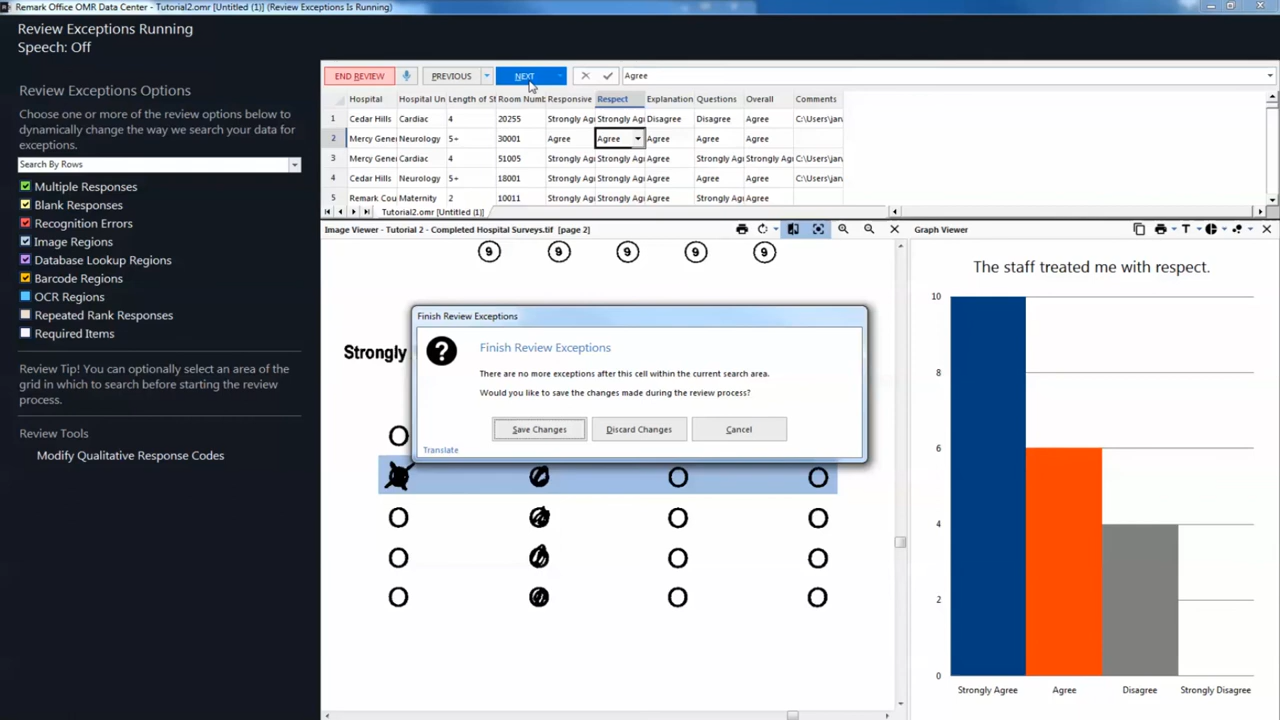 Remark Office OMR Data Center - Tutorial2.omr [Untitled (1)] (Review Exceptions Is Running)
Review Exceptions Running
Speech: Off
Review Exceptions Options
Choose one or more of the review options below to
dynamically change the way we search your data for
exceptions.
Search By Rows
Multiple Responses
Blank Responses
Recognition Errors
Image Regions
Database Lookup Regions
Barcode Regions
OCR Regions
Repeated Rank Responses
Required Items
Review Tip! You can optionally select an area of the
grid in which to search before starting the review
process.
Review Tools
Modify Qualitative Response Codes
END REVIEW PREVIOUS NEXT Agree
Hospital Hospital Un Length of St Room Numb Responsive Respect Explanation Questions Overall Comments
1 Cedar Hills Cardiac 4 20255 Strongly Agr Strongly Agr Disagree Disagree Agree C:\Users\jan
2 Mercy Gener Neurology 5+ 30001 Agree Agree Agree Agree Agree
3 Mercy Gener Cardiac 4 51005 Strongly Agr Strongly Agr Agree Strongly Agr Strongly Agr C:\Users\jan
4 Cedar Hills Neurology 5+ 18001 Strongly Agr Strongly Agr Agree Agree Agree C:\Users\jan
5 Remark Cou Maternity 2 10011 Strongly Agr Strongly Agr Agree Strongly Agr Agree
Tutorial2.omr [Untitled (1)]
Image Viewer - Tutorial 2 - Completed Hospital Surveys.tif [page 2]
9 9 9 9 9
Strongly
Finish Review Exceptions
Finish Review Exceptions
There are no more exceptions after this cell within the current search area.
Would you like to save the changes made during the review process?
Save Changes Discard Changes Cancel
Translate
Graph Viewer
The staff treated me with respect.
10
8
6
4
2
0
Strongly Agree Agree Disagree Strongly Disagree